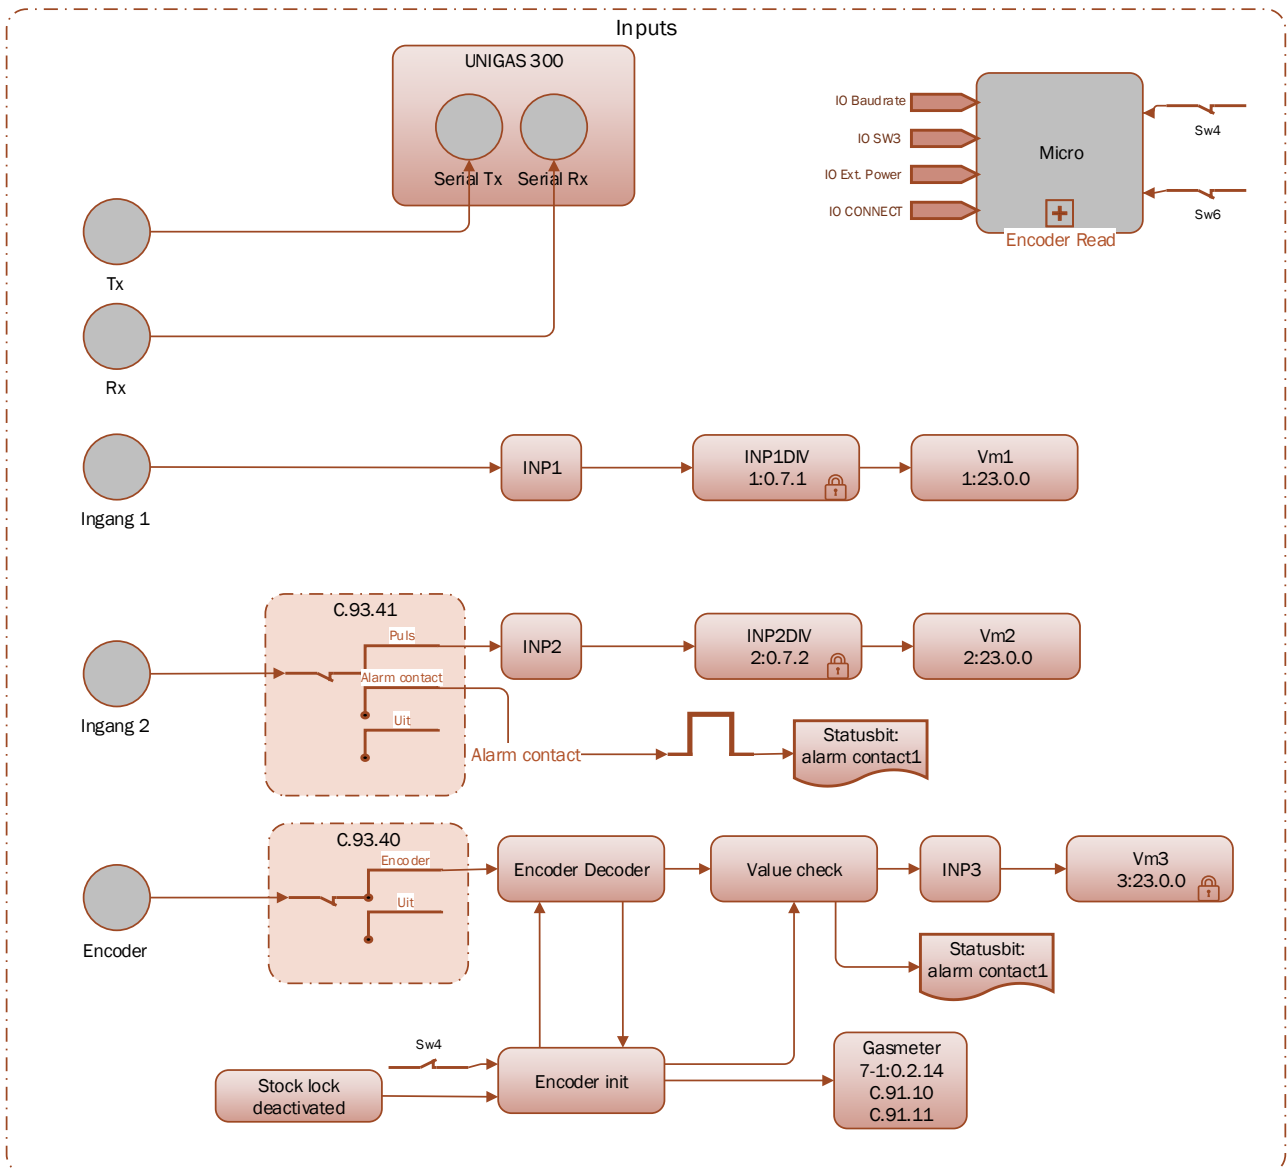 Inputs
UNIGAS 300
Serial Tx
Serial Rx
IO Baudrate
IO SW3
IO Ext. Power
IO CONNECT
Micro
Encoder Read
Sw4
Sw6
Tx
Rx
Ingang 1
INP1
INP1DIV
1:0.7.1
Vm1
1:23.0.0
Ingang 2
C.93.41
Puls
Alarm contact
Uit
INP2
INP2DIV
2:0.7.2
Vm2
2:23.0.0
Alarm contact
Statusbit:
alarm contact1
Encoder
C.93.40
Encoder
Uit
Encoder Decoder
Value check
INP3
Vm3
3:23.0.0
Statusbit:
alarm contact1
Sw4
Stock lock
deactivated
Encoder init
Gasmeter
7-1:0.2.14
C.91.10
C.91.11